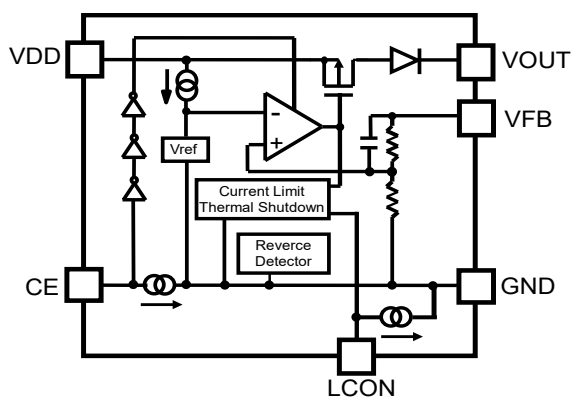 VDD
VOUT
VFB
-
+
Vref
Current Limit
Thermal Shutdown
Reverce
Detector
CE
GND
LCON